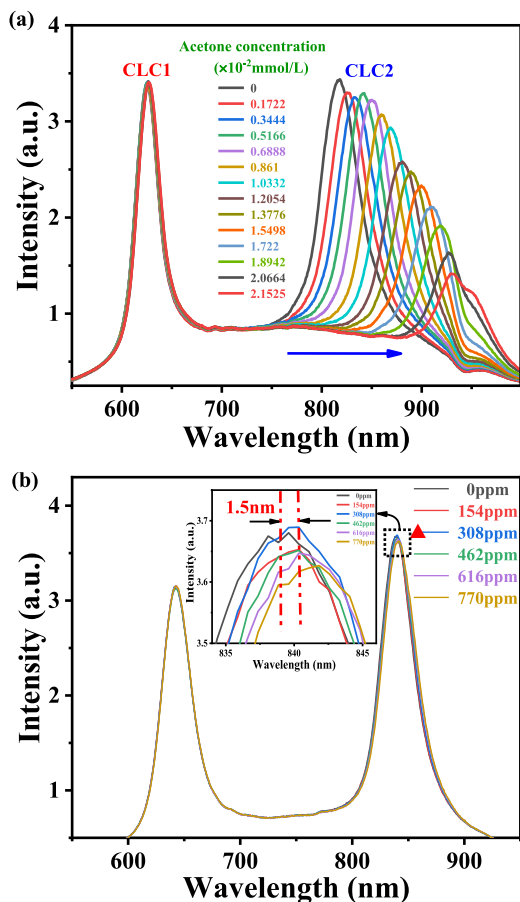 (a)
Acetone concentration
CLC1
(×10-2mmol/L)
CLC2
0
0.1722
0.3444
0.5166
0.6888
0.861
1.0332
1.2054
1.3776
1.5498
1.722
1.8942
2.0664
2.1525
4
3
2
1
Intensity (a.u.)
600
700
800
900
Wavelength (nm)
(b)
4
3
2
1
Intensity (a.u.)
1.5nm
3.7
3.6
3.5
Intensity (a.u.)
0ppm
154ppm
308ppm
462ppm
616ppm
770ppm
835
840
845
Wavelength (nm)
0ppm
154ppm
308ppm
462ppm
616ppm
770ppm
600
700
800
900
Wavelength (nm)